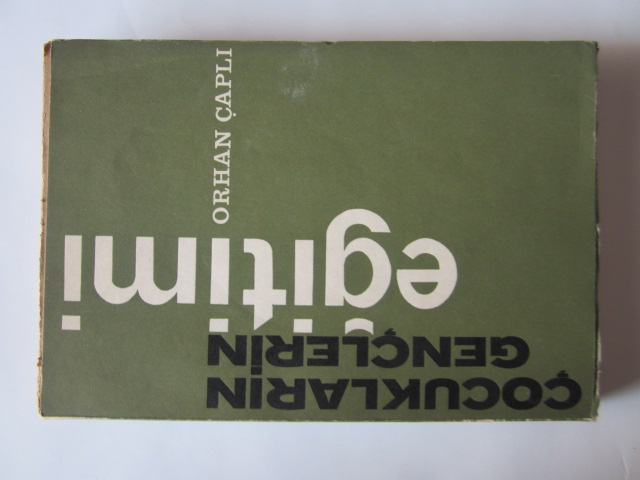 ÇOCUKLARIN
GENÇLERİN
eğitimi
ORHAN ÇAPLI